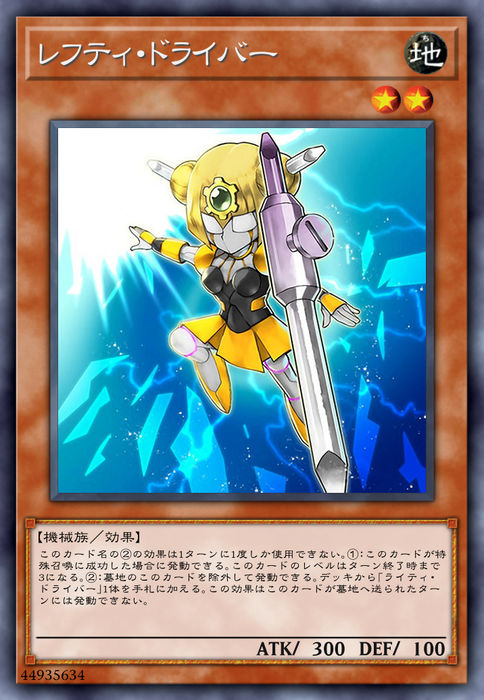 レフティ・ドライバー
ち
地
【機械族／効果】
このカード名の②の効果は1ターンに1度しか使用できない。①:このカードが特
殊召喚に成功した場合に発動できる。このカードのレベルはターン終了時まで
3になる。②:墓地のこのカードを除外して発動できる。デッキから「ライティ・
ドライバー」1体を手札に加える。この効果はこのカードが墓地へ送られたター
ンには発動できない。
ATK/ 300 DEF/ 100
44935634